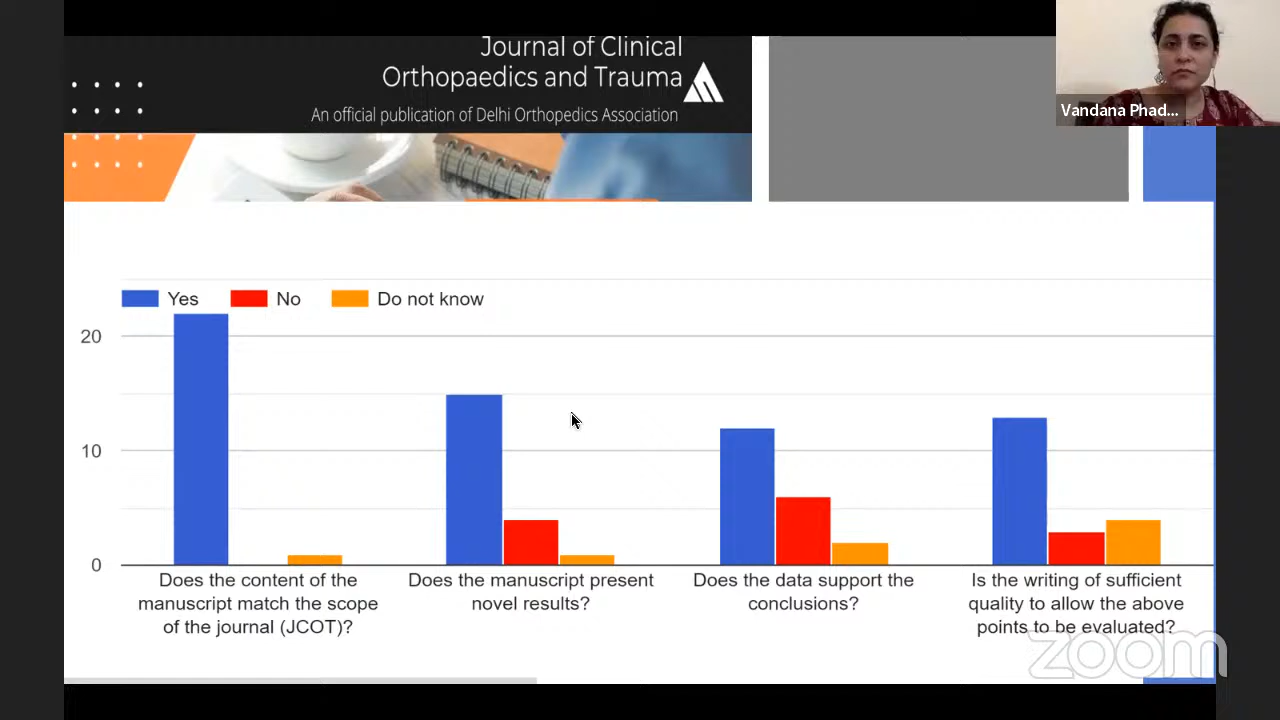 Journal of Clinical
Orthopaedics and Trauma
An official publication of Delhi Orthopedics Association
Vandana Phad...
Yes
No
Do not know
20
10
0
Does the content of the
manuscript match the scope
of the journal (JCOT)?
Does the manuscript present
novel results?
Does the data support the
conclusions?
Is the writing of sufficient
quality to allow the above
points to be evaluated?
zoom